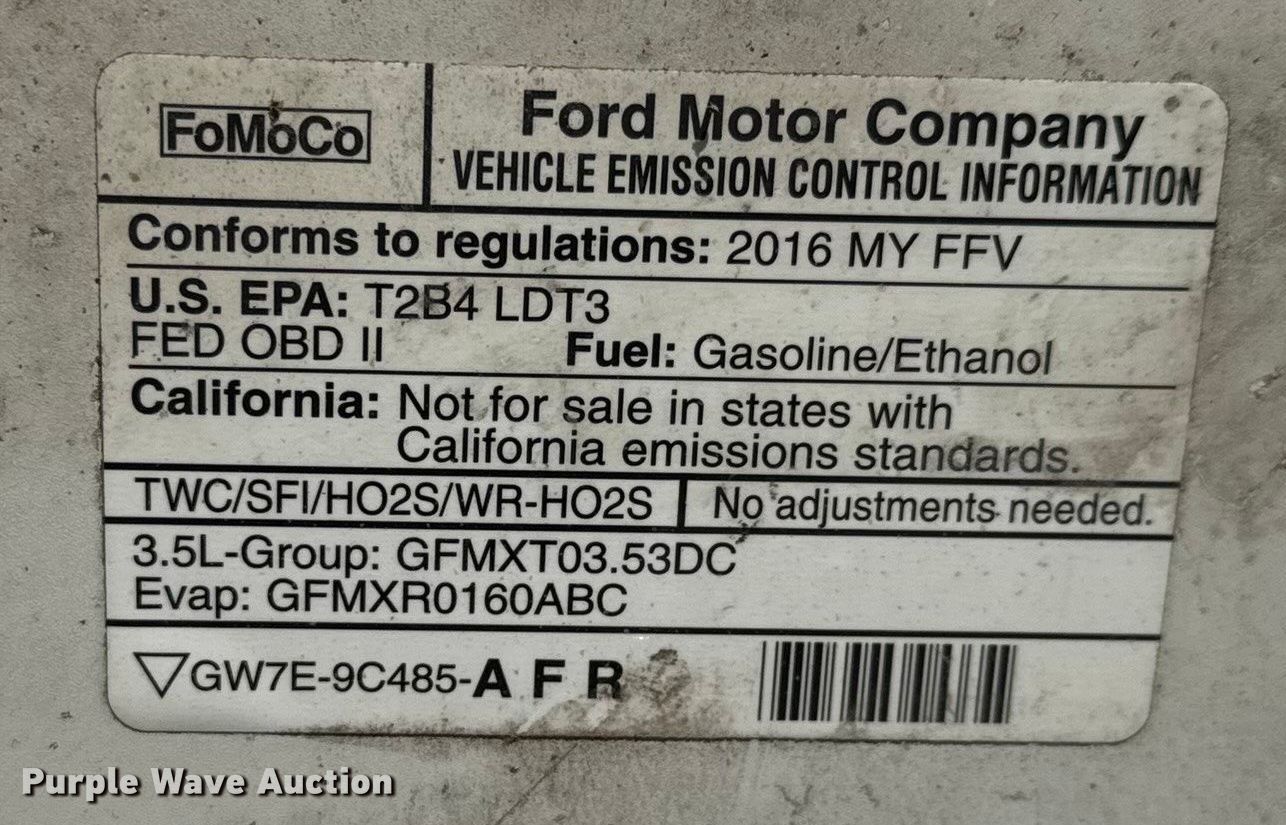 FoMoCo
Ford Motor Company
VEHICLE EMISSION CONTROL INFORMATION
Conforms to regulations: 2016 MY FFV
U.S. EPA: T2B4 LDT3
FED OBD II Fuel: Gasoline/Ethanol
California: Not for sale in states with
California emissions standards.
TWC/SFI/HO2S/WR-HO2S No adjustments needed.
3.5L-Group: GFMXT03.53DC
Evap: GFMXR0160ABC
GW7E-9C485-A F R
Purple Wave Auction